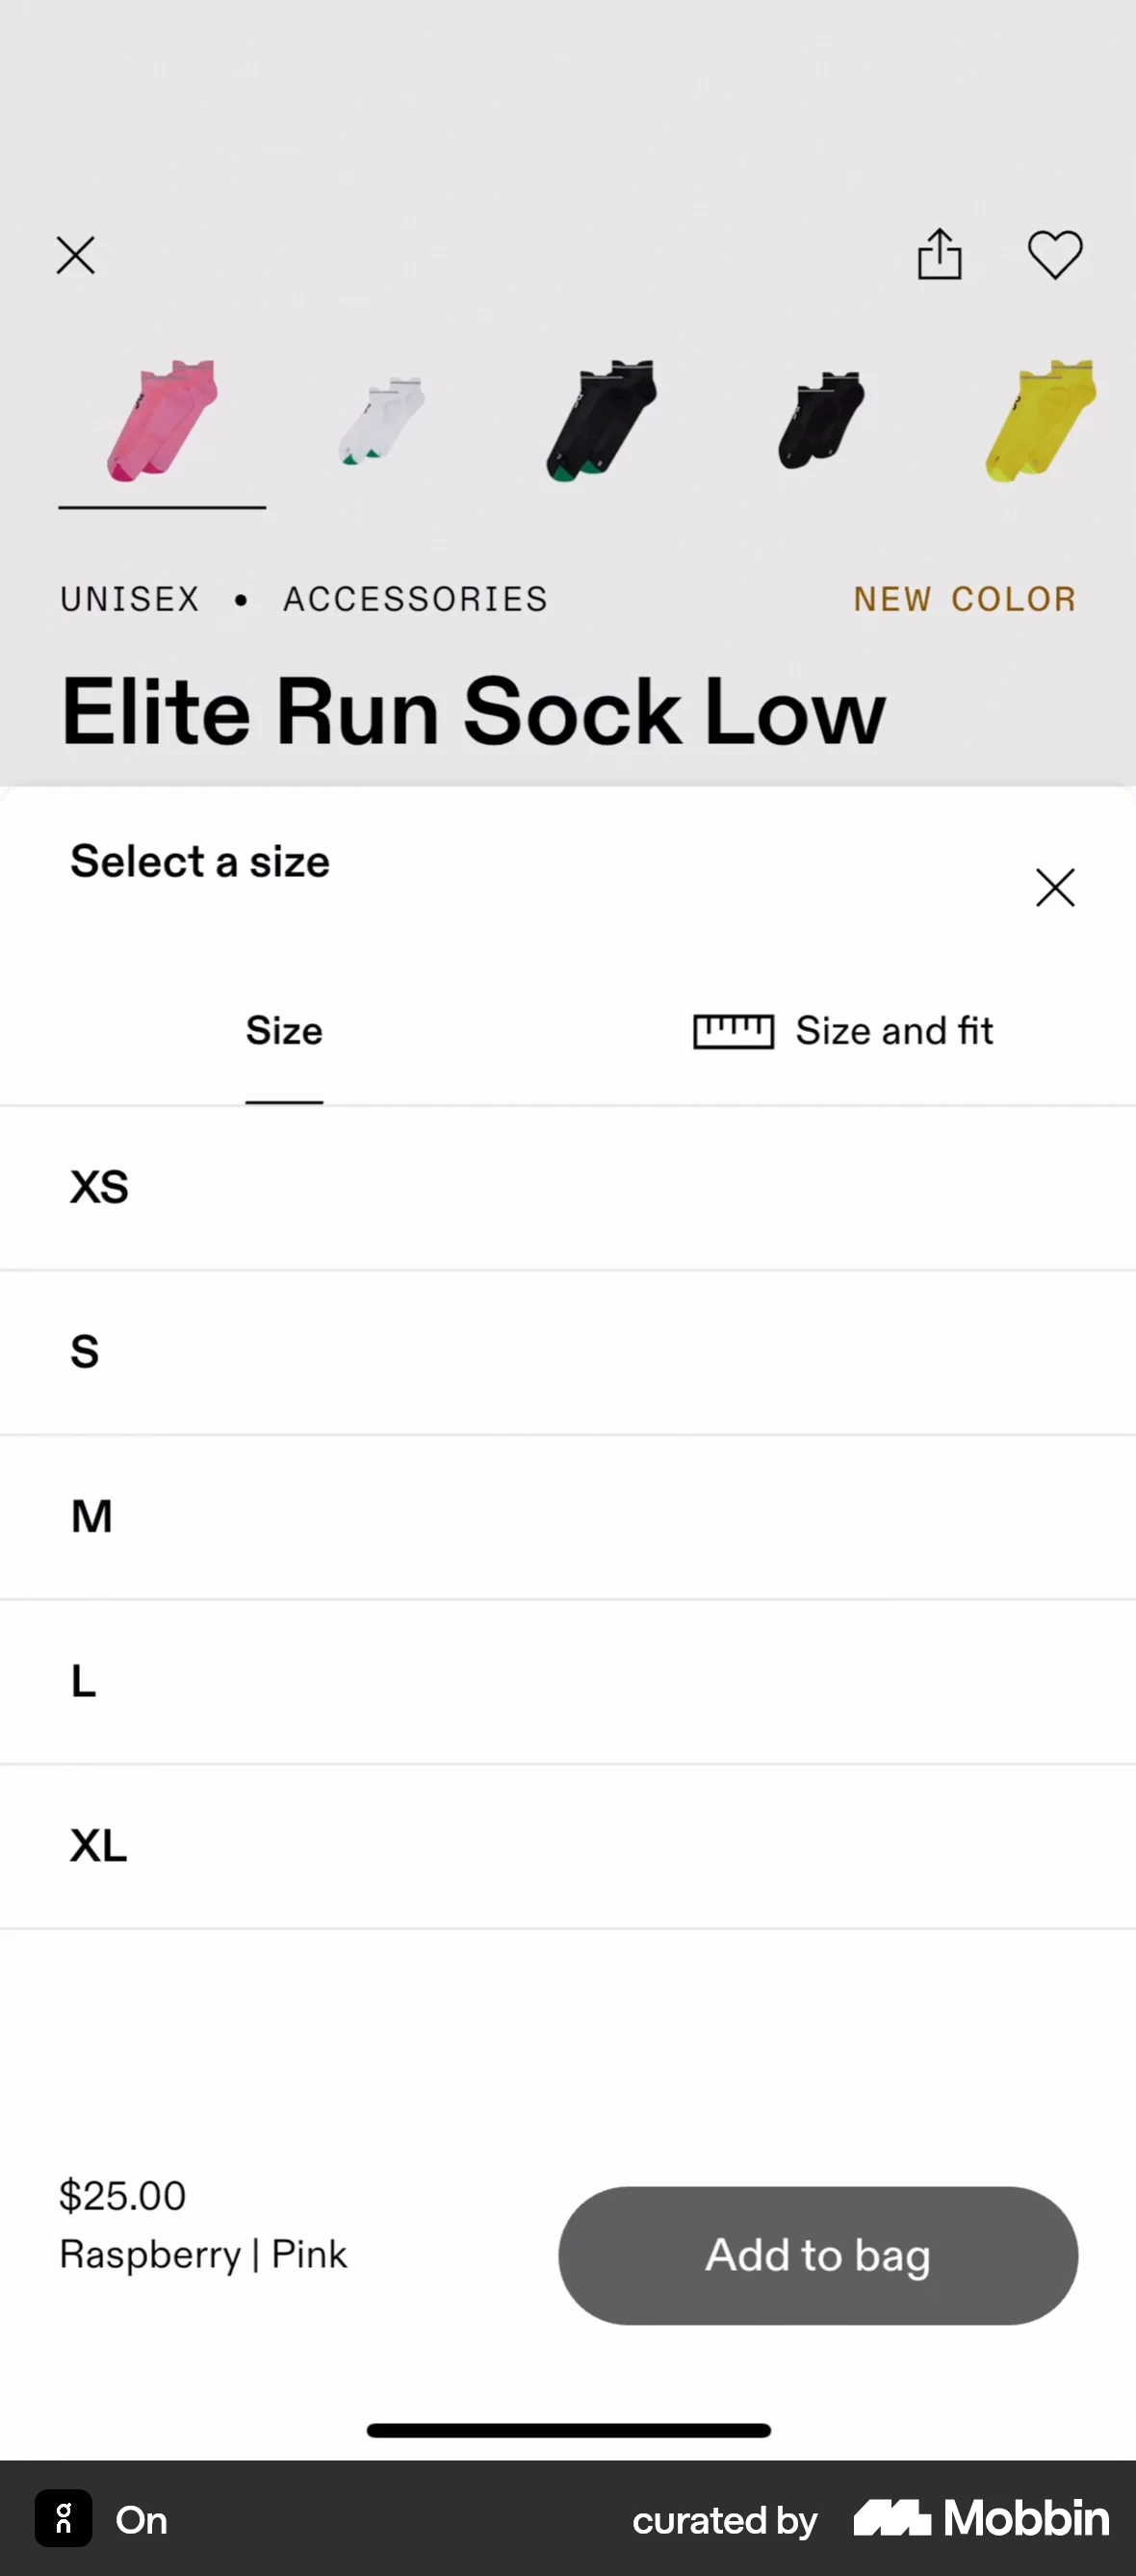 UNISEX • ACCESSORIES
NEW COLOR
Elite Run Sock Low
Select a size
Size
Size and fit
XS
S
M
L
XL
$25.00
Raspberry | Pink
Add to bag
On
curated by Mobbin